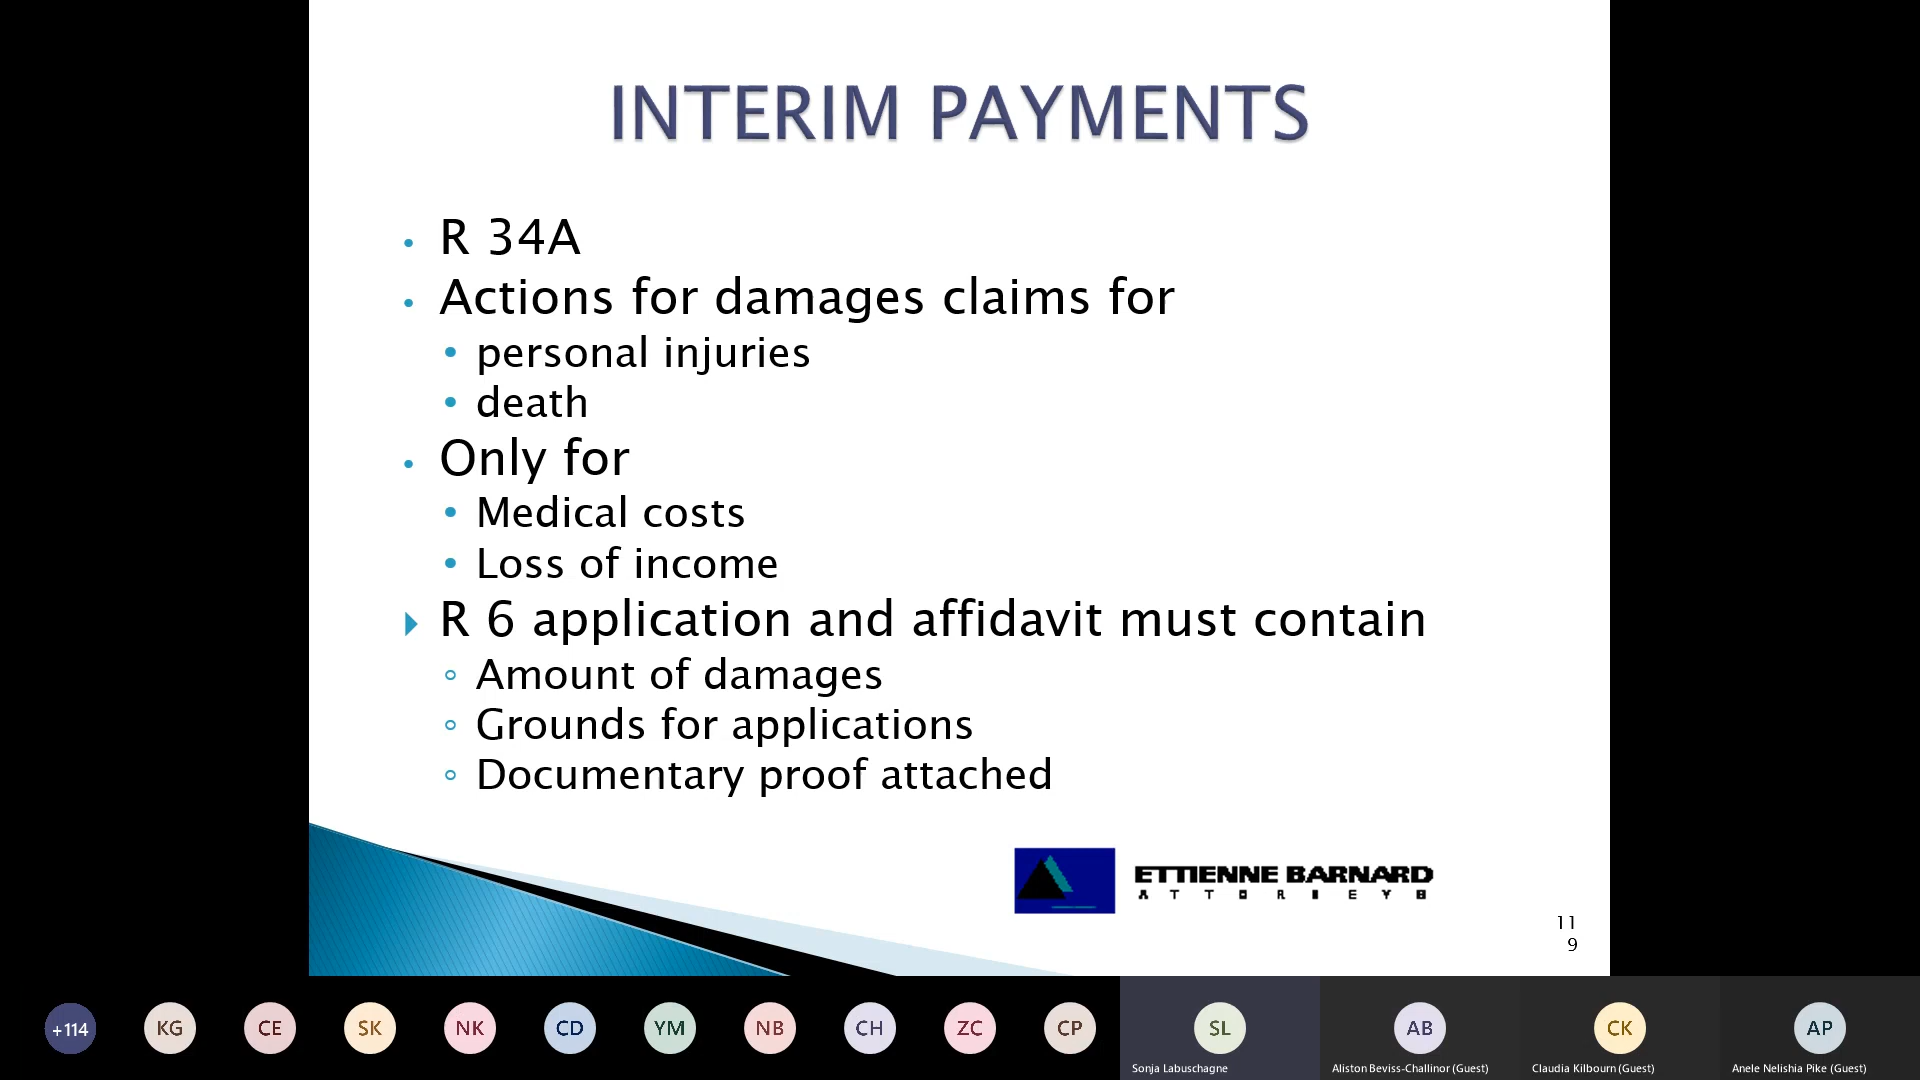 INTERIM PAYMENTS
• R 34A
• Actions for damages claims for
• personal injuries
• death
• Only for
• Medical costs
• Loss of income
R 6 application and affidavit must contain
Amount of damages
Grounds for applications
Documentary proof attached
ETTIENNE BARNARD
ATTORNEYS
11
9
+114 KG CE SK NK CD YM NB CH ZC CP SL AB CK AP
Sonja Labuschagne Aliston Beviss-Challinor (Guest) Claudia Kilbourn (Guest) Anele Nelishia Pike (Guest)